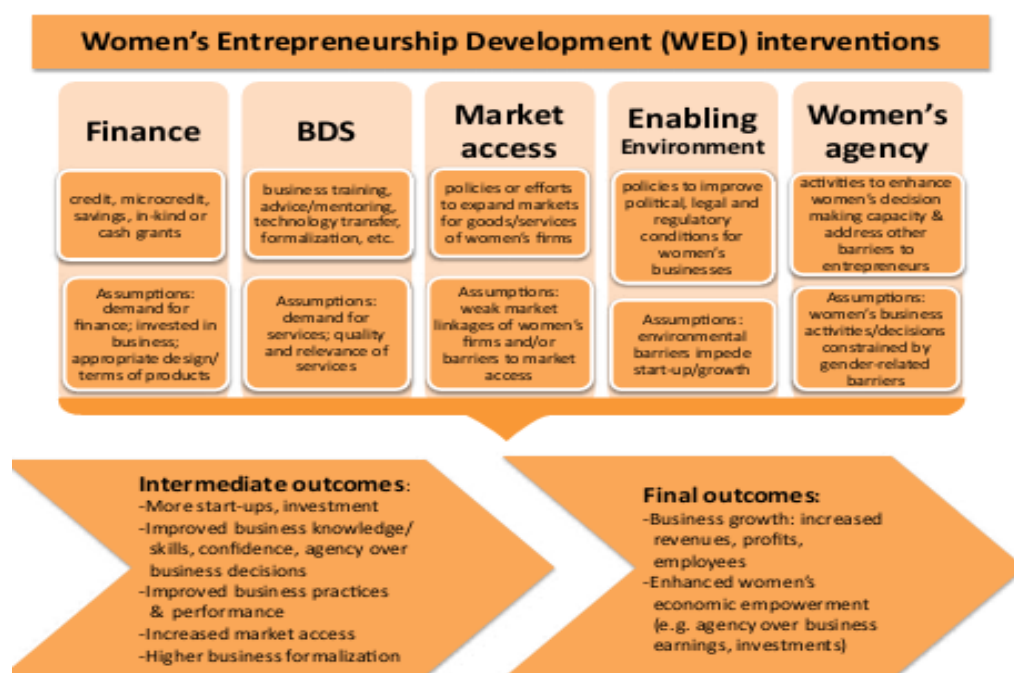 Women's Entrepreneurship Development (WED) interventions
Finance
credit, microcredit,
savings, in-kind or
cash grants
Assumptions:
demand for
finance; invested in
business;
appropriate design/
terms of products
BDS
business training,
advice/mentoring,
technology transfer,
formalization, etc.
Assumptions:
demand for
services; quality
and relevance of
services
Market
access
policies or efforts
to expand markets
for goods/services
of women's firms
Assumptions:
weak market
linkages of women's
firms and/or
barriers to market
access
Enabling
Environment
policies to improve
political, legal and
regulatory
conditions for
women's
businesses
Assumptions:
environmental
barriers impede
start-up/growth
Women's
agency
activities to enhance
women's decision
making capacity &
address other
barriers to
entrepreneurs
Assumptions:
women's business
activities/decisions
constrained by
gender-related
barriers
Intermediate outcomes:
-More start-ups, investment
-Improved business knowledge/
skills, confidence, agency over
business decisions
-Improved business practices
& performance
-Increased market access
-Higher business formalization
Final outcomes:
-Business growth: increased
revenues, profits,
employees
-Enhanced women's
economic empowerment
(e.g. agency over business
earnings, investments)